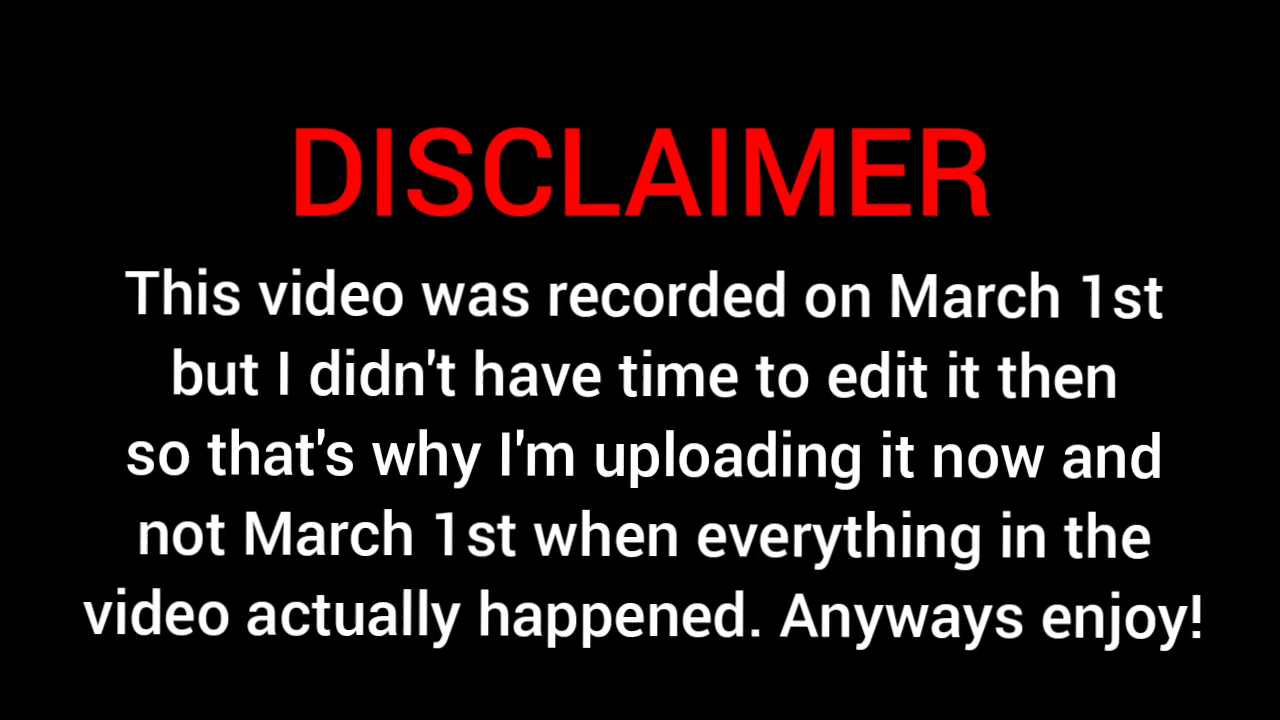 DISCLAIMER
This video was recorded on March 1st
but I didn't have time to edit it then
so that's why I'm uploading it now and
not March 1st when everything in the
video actually happened. Anyways enjoy!